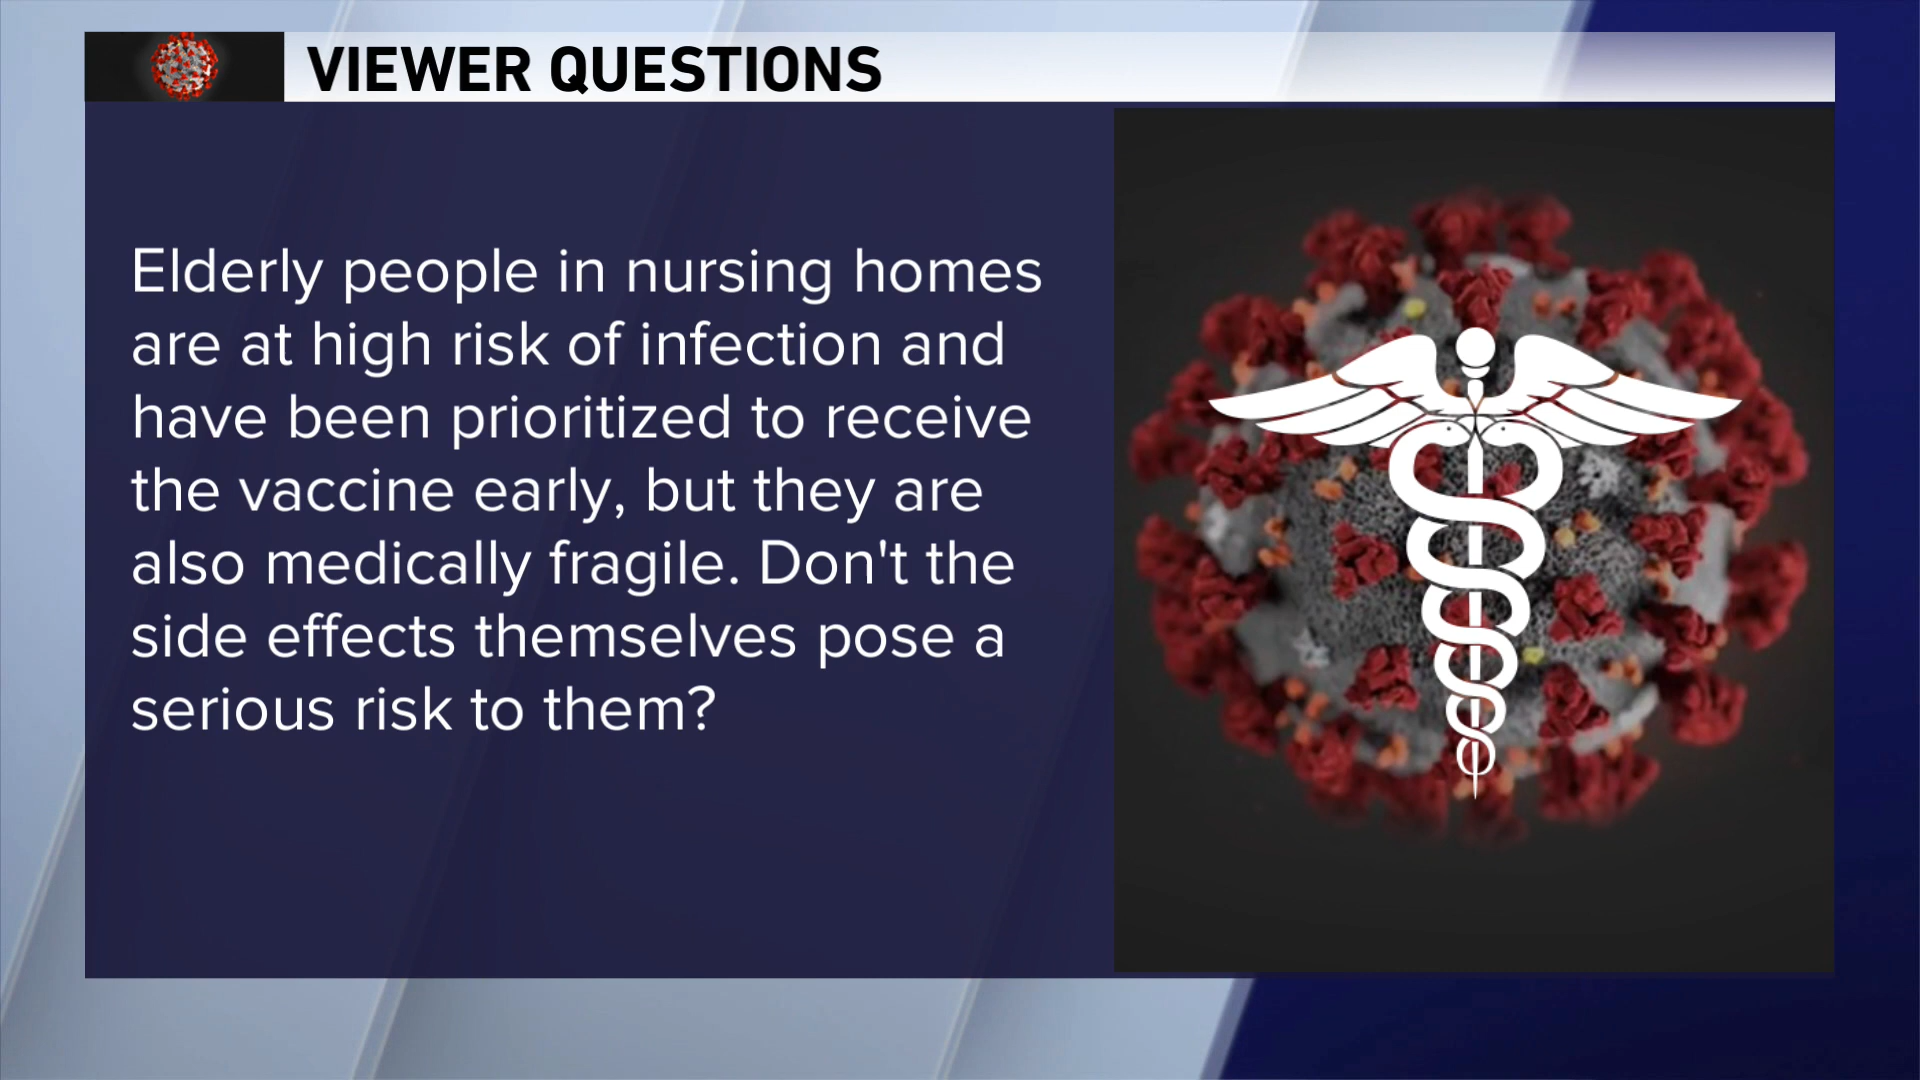 VIEWER QUESTIONS
Elderly people in nursing homes
are at high risk of infection and
have been prioritized to receive
the vaccine early, but they are
also medically fragile. Don't the
side effects themselves pose a
serious risk to them?